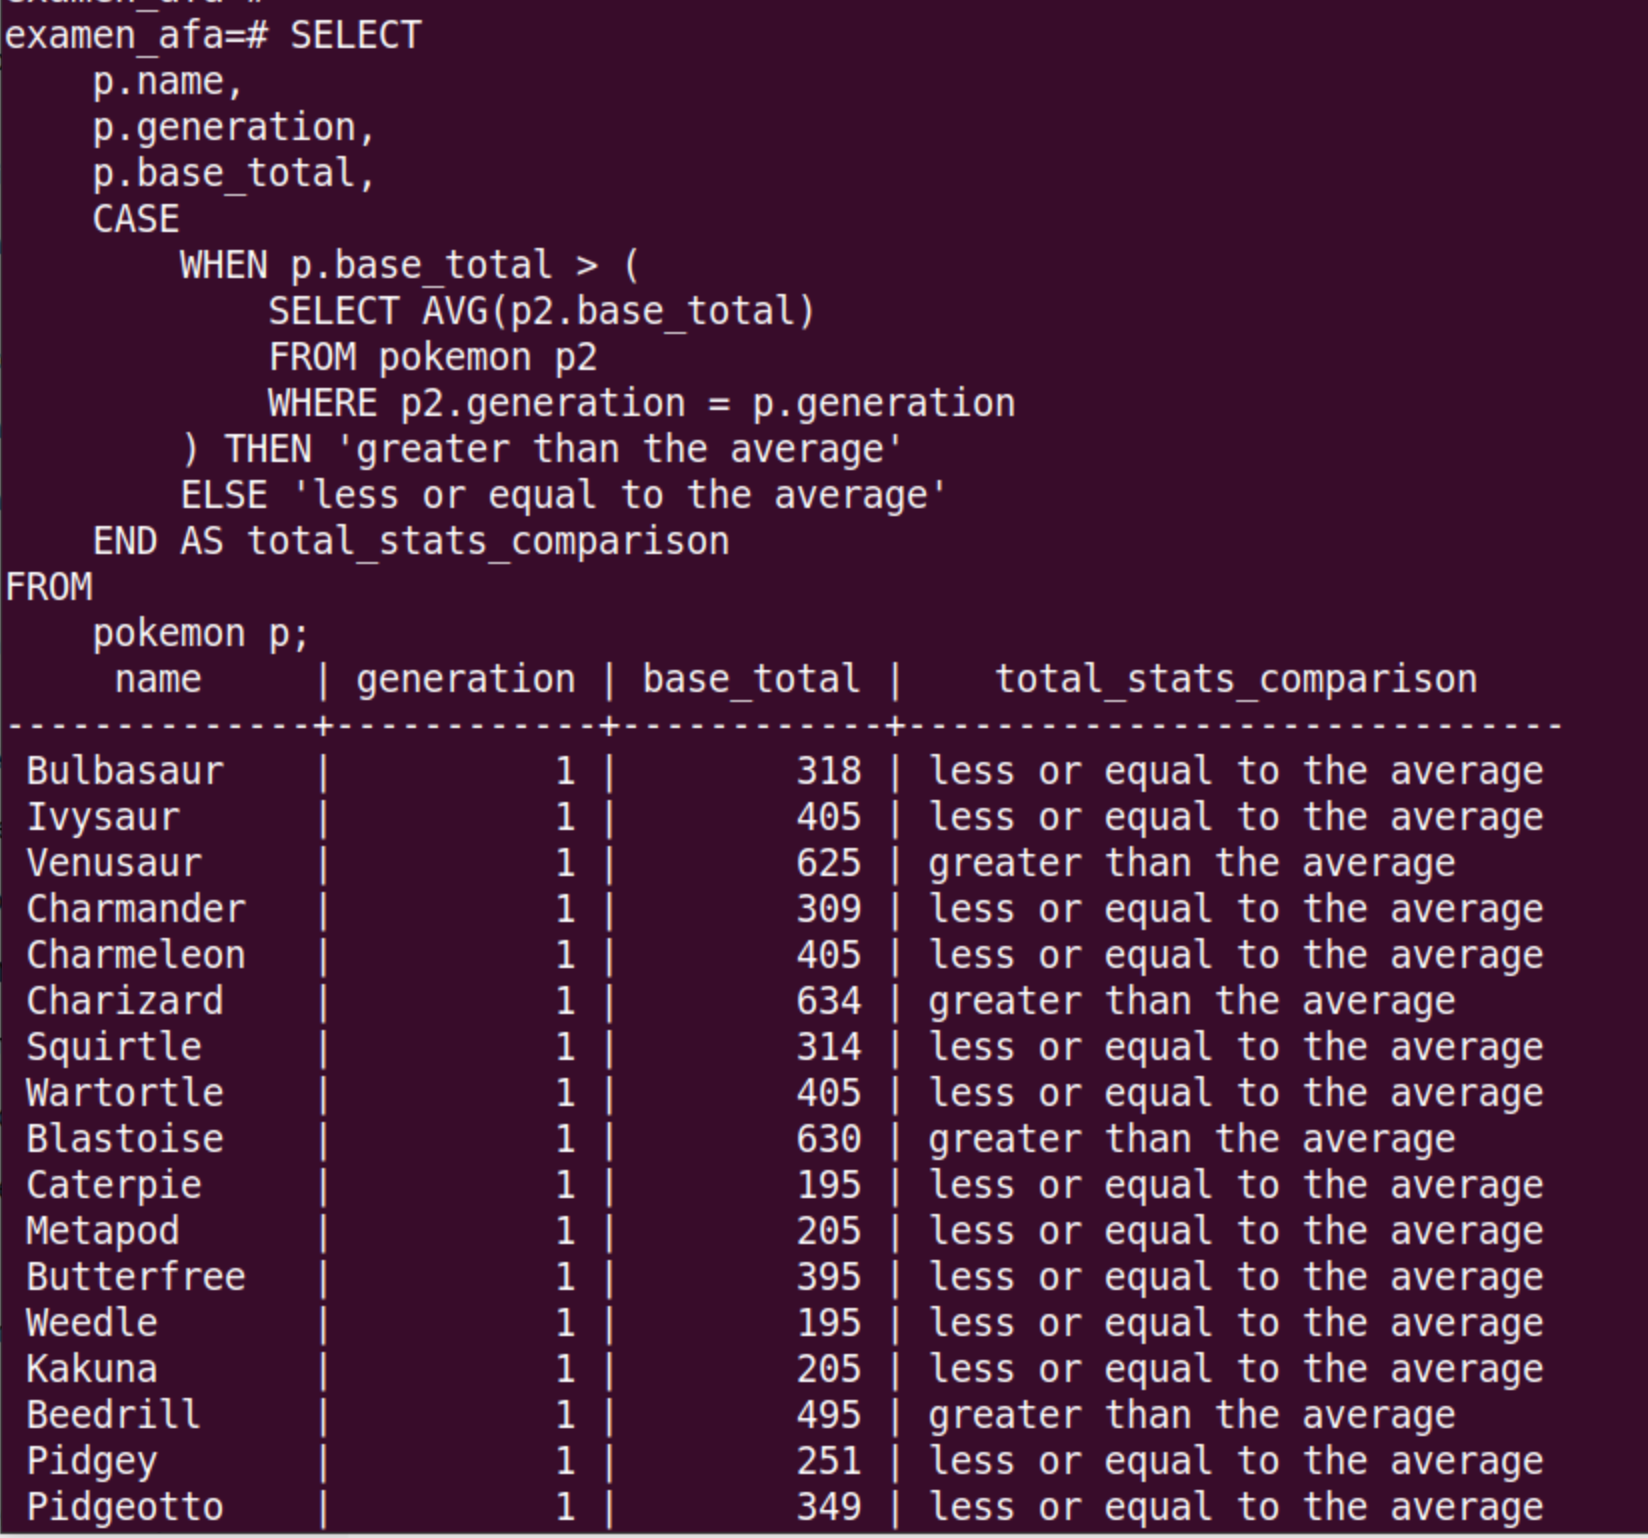 examen_afa=# SELECT
    p.name,
    p.generation,
    p.base_total,
    CASE
        WHEN p.base_total > (
            SELECT AVG(p2.base_total)
            FROM pokemon p2
            WHERE p2.generation = p.generation
        ) THEN 'greater than the average'
        ELSE 'less or equal to the average'
    END AS total_stats_comparison
FROM
    pokemon p;
     name     | generation | base_total |    total_stats_comparison
--------------+------------+------------+------------------------------
 Bulbasaur    |          1 |        318 | less or equal to the average
 Ivysaur      |          1 |        405 | less or equal to the average
 Venusaur     |          1 |        625 | greater than the average
 Charmander   |          1 |        309 | less or equal to the average
 Charmeleon   |          1 |        405 | less or equal to the average
 Charizard    |          1 |        634 | greater than the average
 Squirtle     |          1 |        314 | less or equal to the average
 Wartortle    |          1 |        405 | less or equal to the average
 Blastoise    |          1 |        630 | greater than the average
 Caterpie     |          1 |        195 | less or equal to the average
 Metapod      |          1 |        205 | less or equal to the average
 Butterfree   |          1 |        395 | less or equal to the average
 Weedle       |          1 |        195 | less or equal to the average
 Kakuna       |          1 |        205 | less or equal to the average
 Beedrill     |          1 |        495 | greater than the average
 Pidgey       |          1 |        251 | less or equal to the average
 Pidgeotto    |          1 |        349 | less or equal to the average